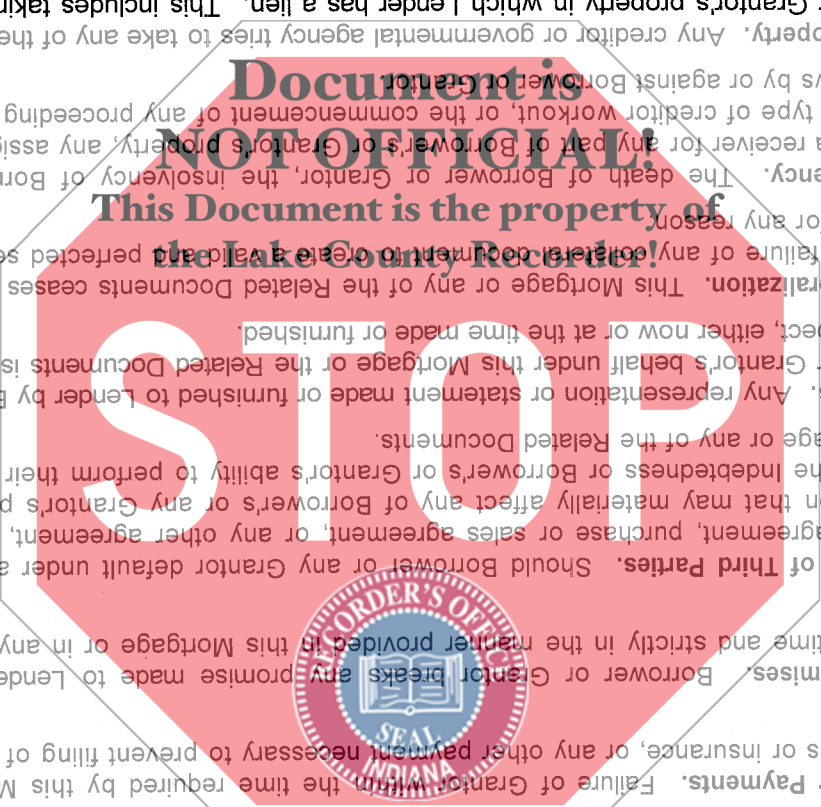 Document is
NOT OFFICIAL!
This Document is the property of
the Lake County Recorder!
STOP
RECORDER'S OFFICE
SEAL
INDIANA
Payments. Failure of Grantor within the time required by this M
s or insurance, or any other payment necessary to prevent filing of
mises. Borrower or Grantor breaks any promise made to Lende
time and strictly in the manner provided in this Mortgage or in any
of Third Parties. Should Borrower or any Grantor default under a
agreement, purchase or sales agreement, or any other agreement,
n that may materially affect any of Borrower's or any Grantor's p
he Indebtedness or Borrower's or Grantor's ability to perform their
age or any of the Related Documents.
s. Any representation or statement made or furnished to Lender by B
r Grantor's behalf under this Mortgage or the Related Documents is
pect, either now or at the time made or furnished.
eralization. This Mortgage or any of the Related Documents ceases
failure of any collateral document to create a valid and perfected se
for any reason.
ency. The death of Borrower or Grantor, the insolvency of Borr
a receiver for any part of Borrower's or Grantor's property, any assig
type of creditor workout, or the commencement of any proceeding
ws by or against Borrower or Grantor.
operty. Any creditor or governmental agency tries to take any of the
r Grantor's property in which Lender has a lien. This includes takin